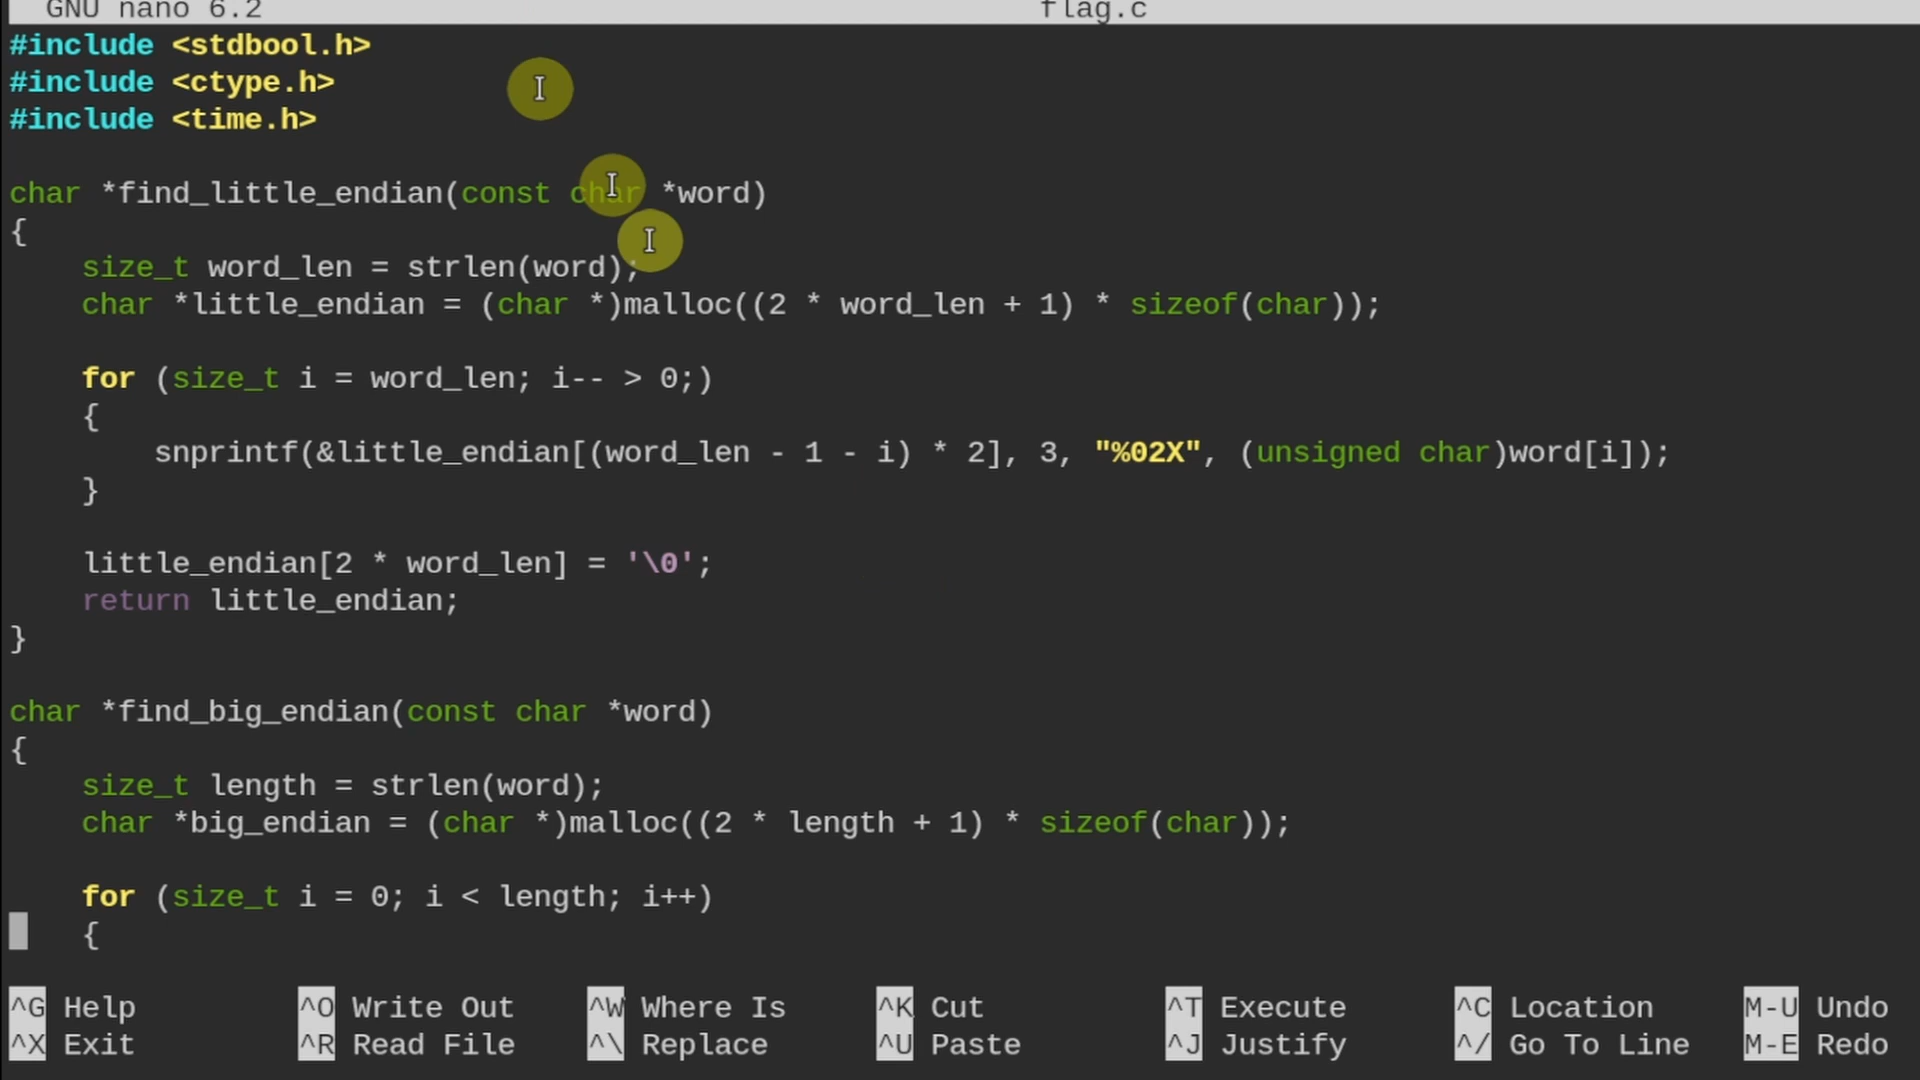 GNU nano 6.2 flag.c
#include <stdbool.h>
#include <ctype.h>
#include <time.h>
char *find_little_endian(const char *word)
{
    size_t word_len = strlen(word);
    char *little_endian = (char *)malloc((2 * word_len + 1) * sizeof(char));
    for (size_t i = word_len; i-- > 0;)
    {
        snprintf(&little_endian[(word_len - 1 - i) * 2], 3, "%02X", (unsigned char)word[i]);
    }
    little_endian[2 * word_len] = '\0';
    return little_endian;
}
char *find_big_endian(const char *word)
{
    size_t length = strlen(word);
    char *big_endian = (char *)malloc((2 * length + 1) * sizeof(char));
    for (size_t i = 0; i < length; i++)
    {
^G Help ^O Write Out ^W Where Is ^K Cut ^T Execute ^C Location M-U Undo
^X Exit ^R Read File ^\ Replace ^U Paste ^J Justify ^/ Go To Line M-E Redo